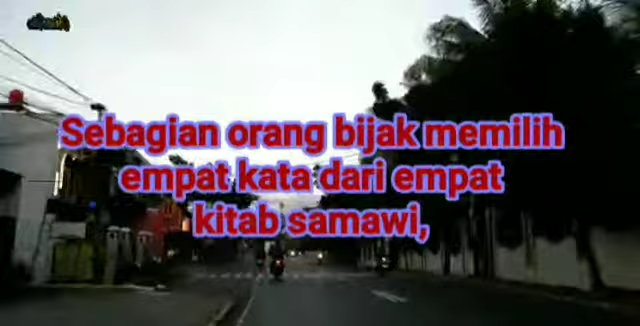 Sebagian orang bijak memilih
empat kata dari empat
kitab samawi,